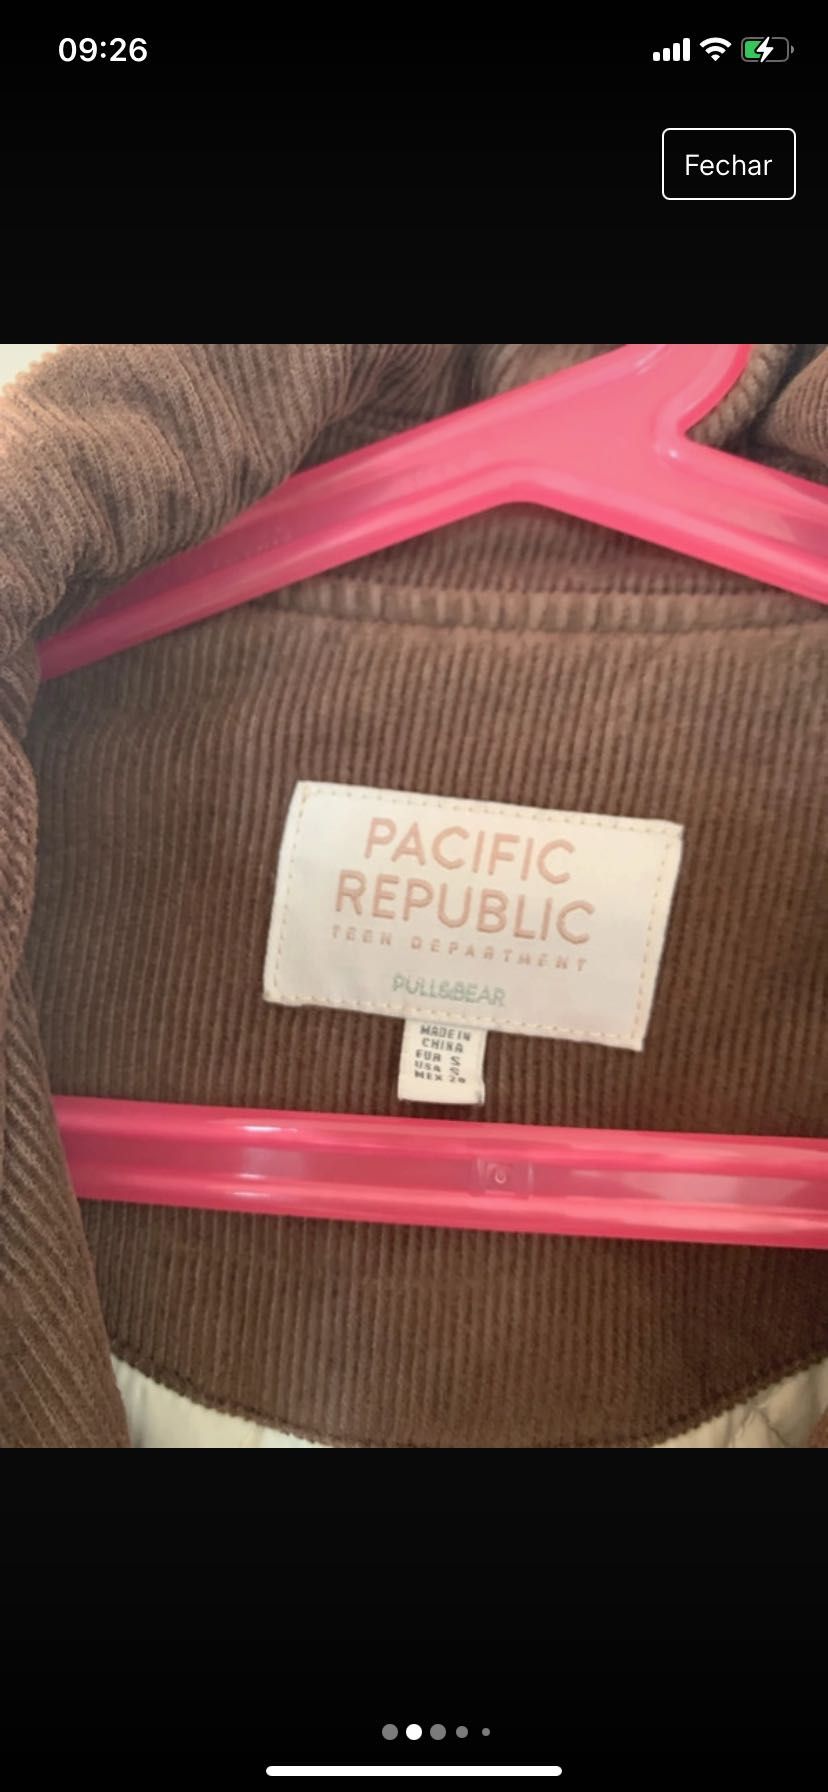 09:26
Fechar
PACIFIC
REPUBLIC
TEEN DEPARTMENT
PULL&BEAR
MADE IN
CHINA
EUR S
USA S
MEX 26